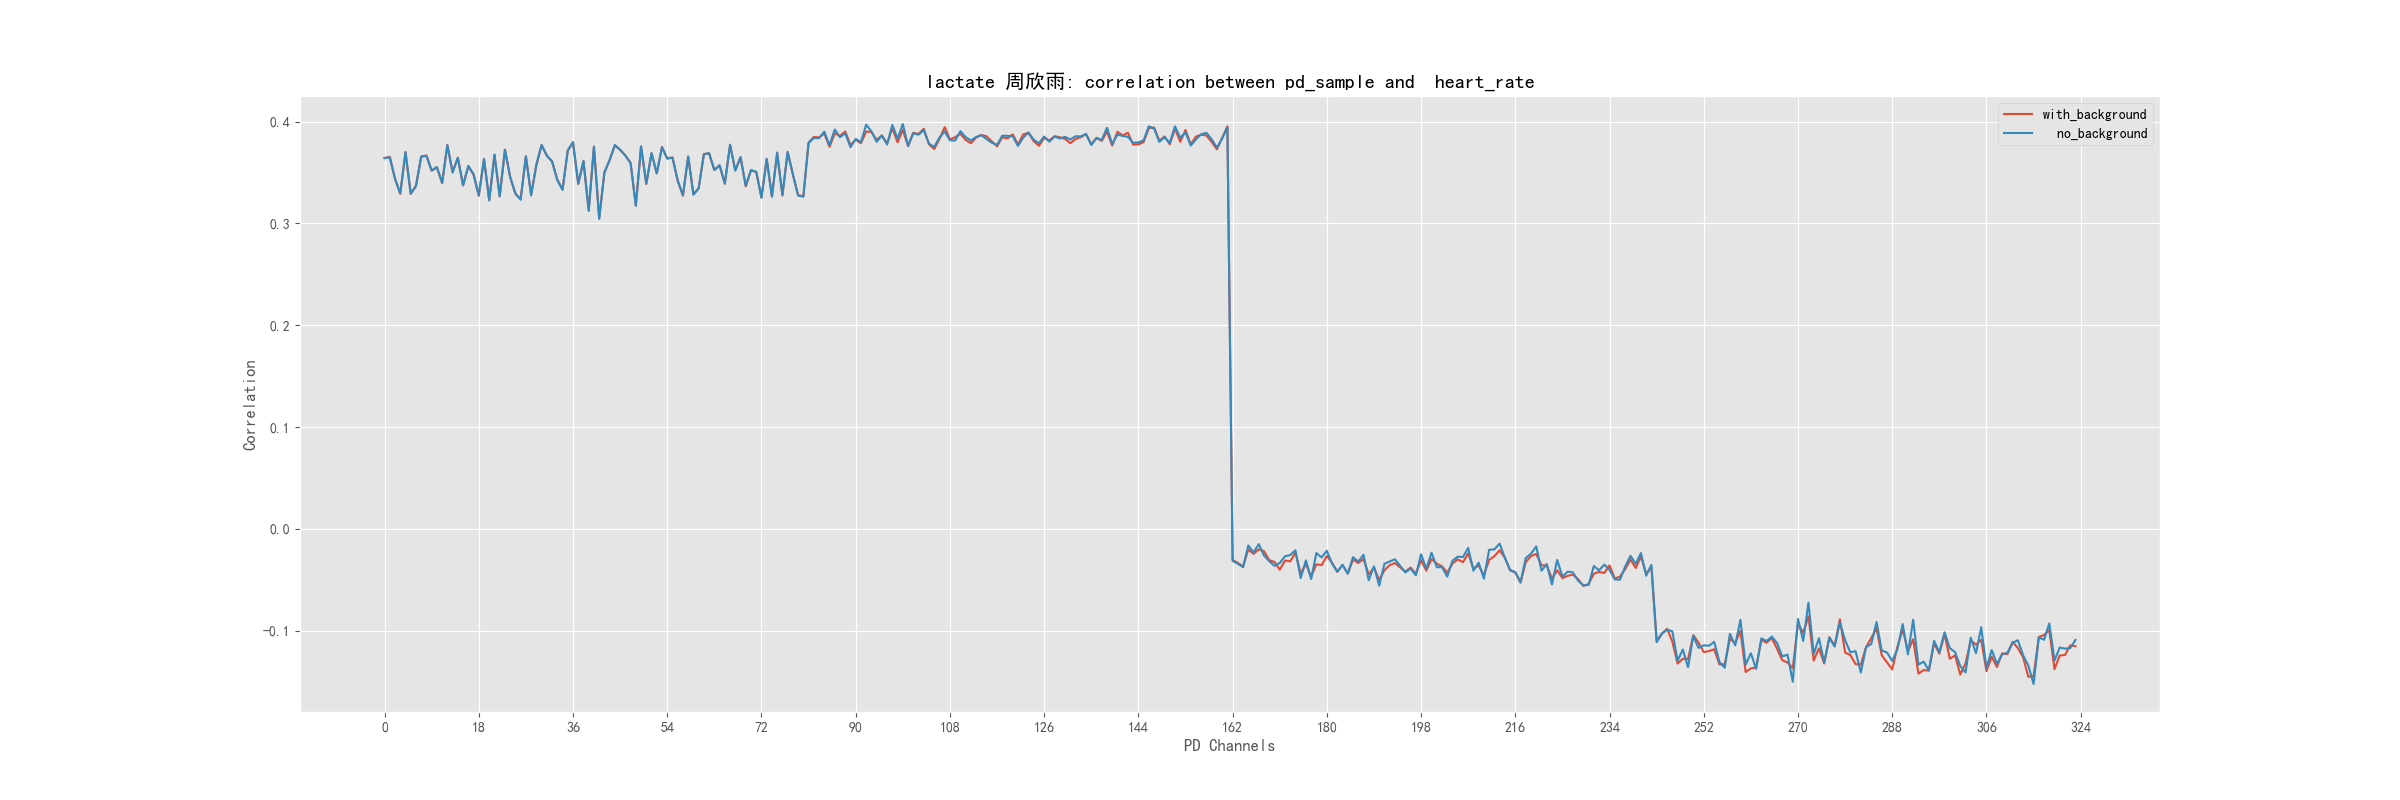 lactate 周欣雨: correlation between pd_sample and  heart_rate
with_background
no_background
0.4
0.3
0.2
0.1
0.0
-0.1
Correlation
0 18 36 54 72 90 108 126 144 162 180 198 216 234 252 270 288 306 324
PD Channels